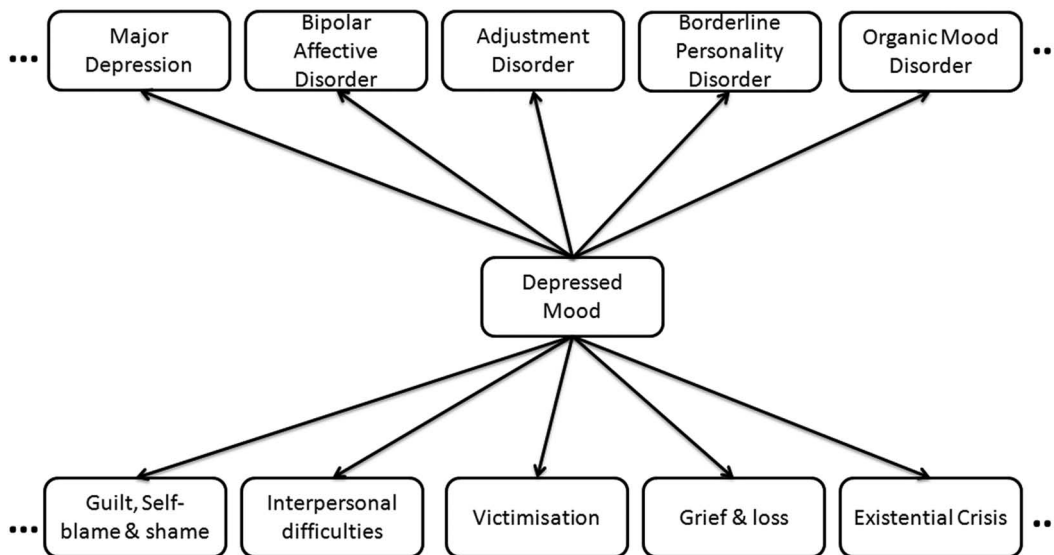 Major
Depression
Bipolar
Affective
Disorder
Adjustment
Disorder
Borderline
Personality
Disorder
Organic Mood
Disorder
...
..
Depressed
Mood
Guilt, Self-
blame & shame
Interpersonal
difficulties
Victimisation
Grief & loss
Existential Crisis
...
..